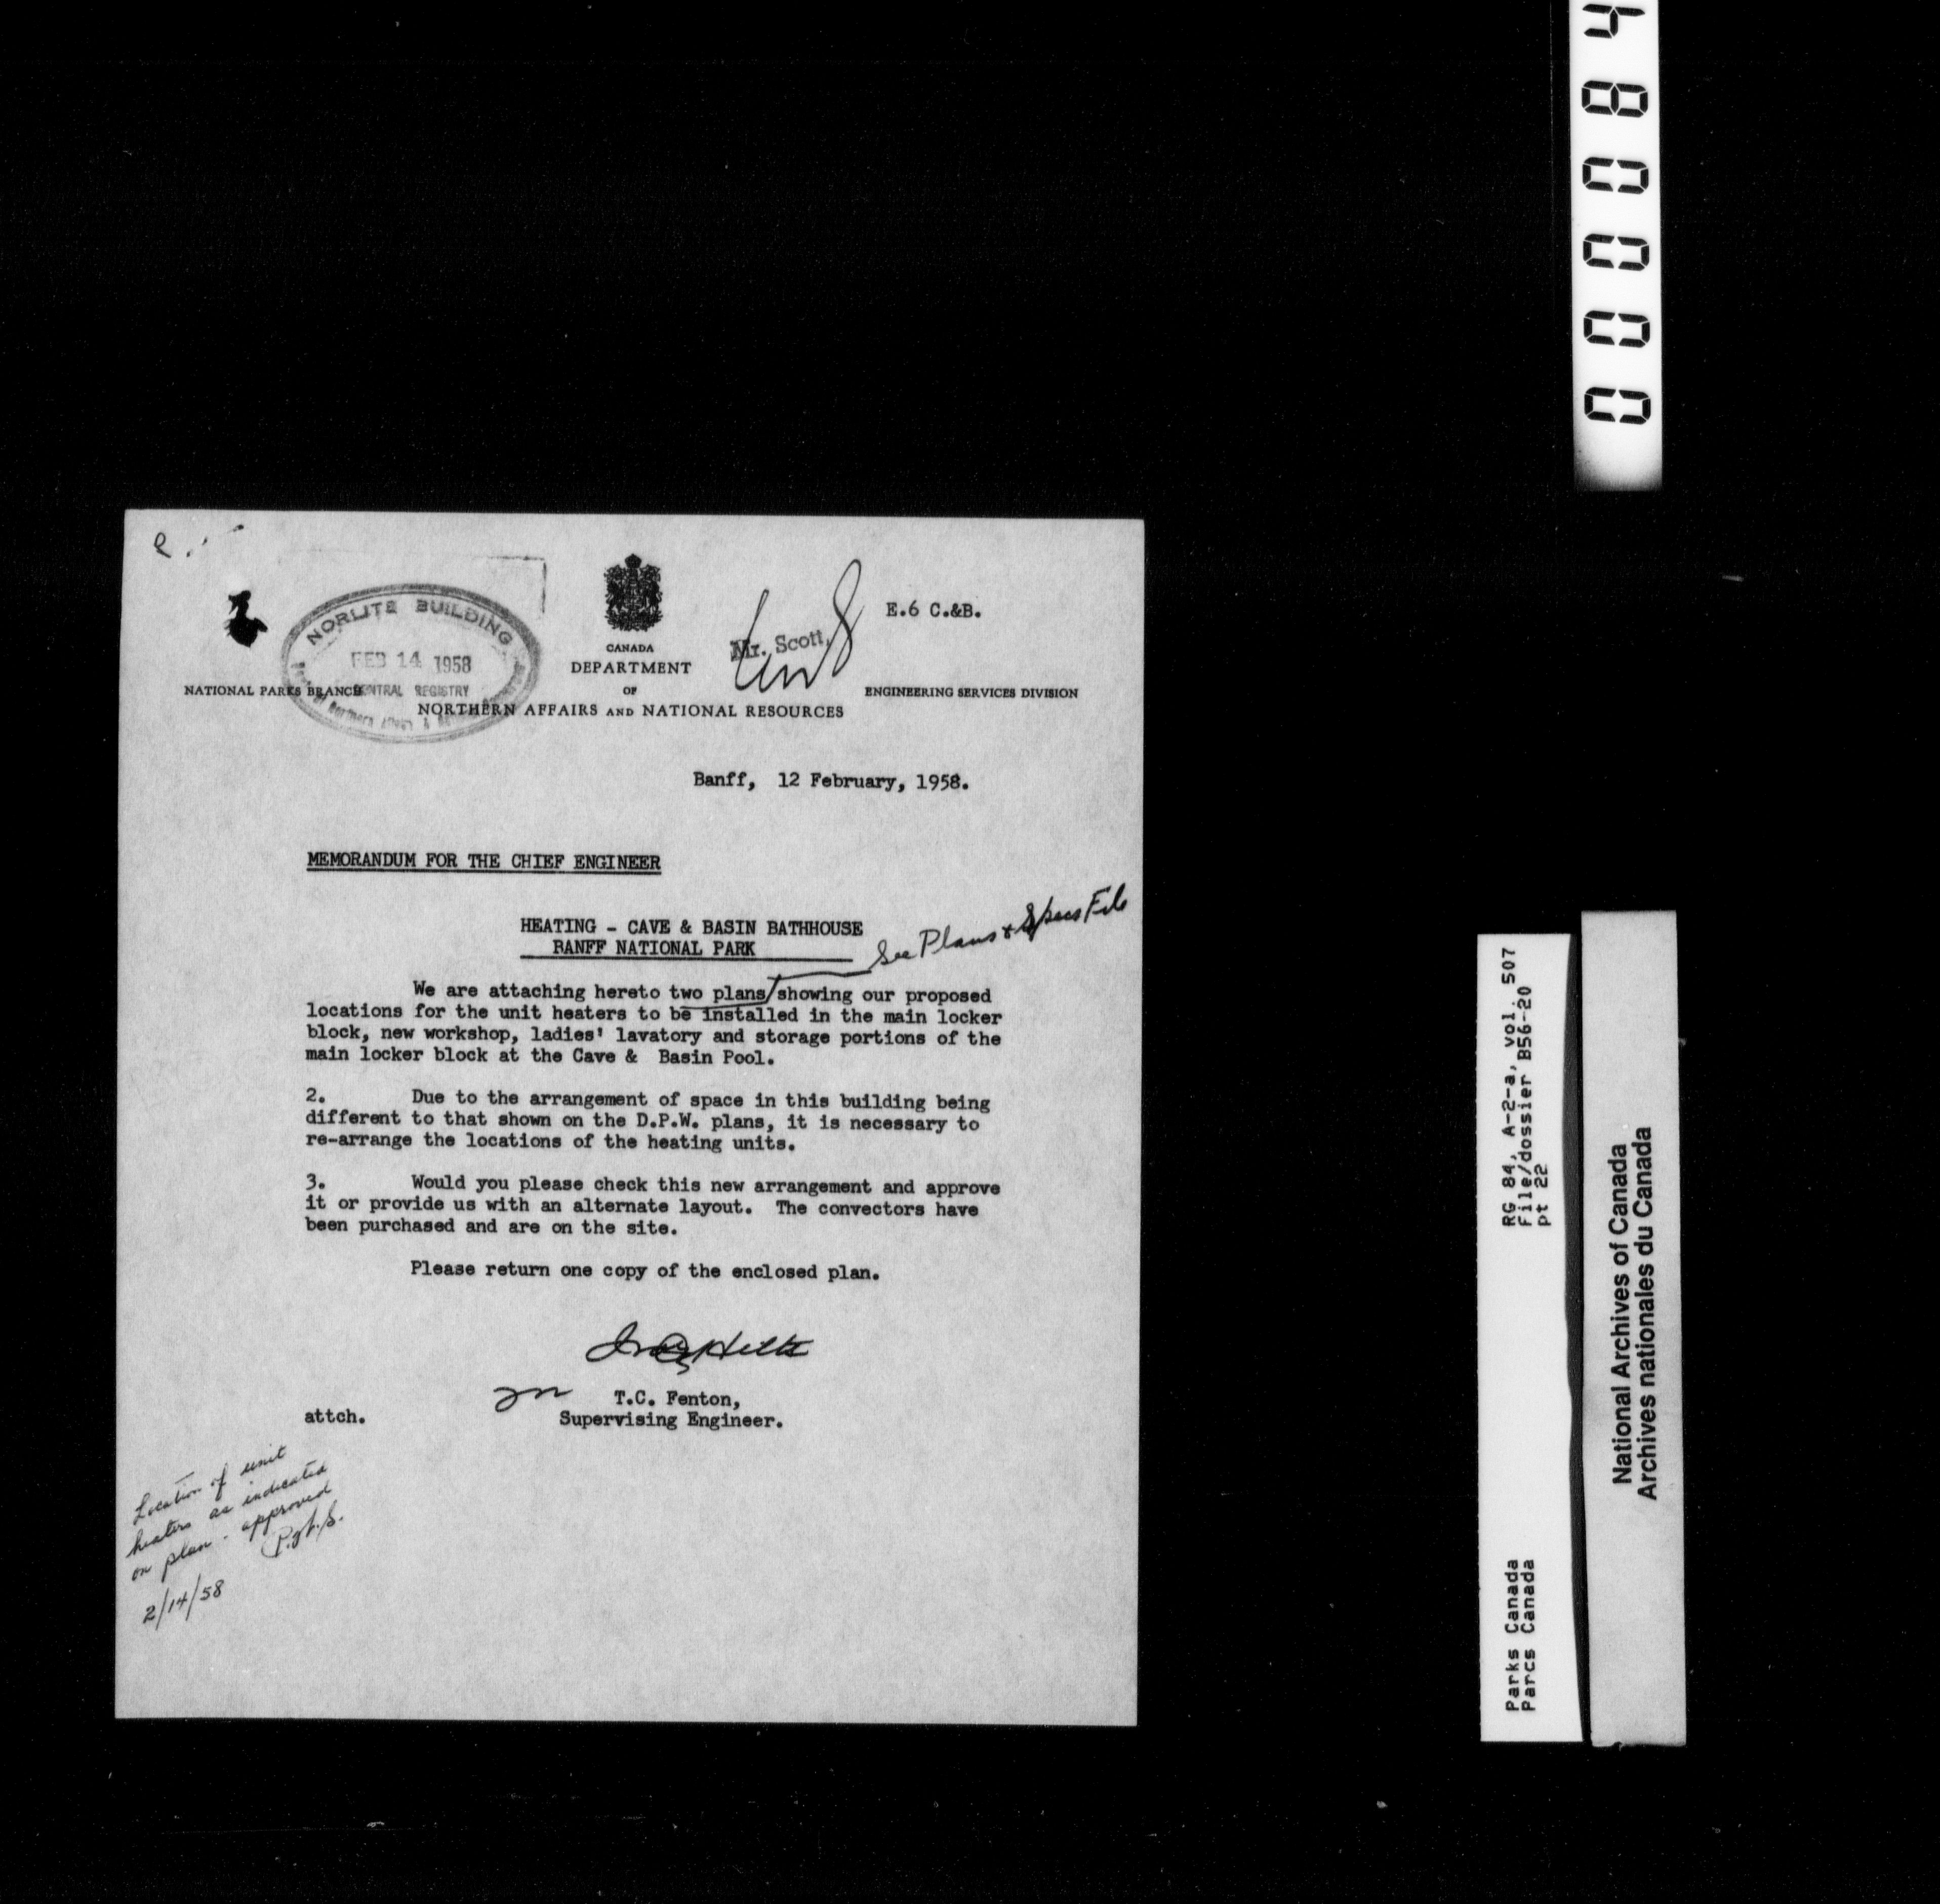 NORLITE BUILDING
FEB 14 1958
CENTRAL REGISTRY
Northern Affairs &
CANADA
DEPARTMENT
OF
NORTHERN AFFAIRS AND NATIONAL RESOURCES
NATIONAL PARKS BRANCH
Mr. Scott,
E.6 C.&B.
ENGINEERING SERVICES DIVISION
Banff, 12 February, 1958.
MEMORANDUM FOR THE CHIEF ENGINEER
HEATING - CAVE & BASIN BATHHOUSE
BANFF NATIONAL PARK
See Plans & Specs File
We are attaching hereto two plans/showing our proposed
locations for the unit heaters to be installed in the main locker
block, new workshop, ladies' lavatory and storage portions of the
main locker block at the Cave & Basin Pool.
2. Due to the arrangement of space in this building being
different to that shown on the D.P.W. plans, it is necessary to
re-arrange the locations of the heating units.
3. Would you please check this new arrangement and approve
it or provide us with an alternate layout. The convectors have
been purchased and are on the site.
Please return one copy of the enclosed plan.
T.C. Fenton,
Supervising Engineer.
attch.
Location of unit
heaters as indicated
on plan - approved
2/14/58
480000
RG 84, A-2-a, vol. 507
File/dossier B56-20
pt 22
Parks Canada
Parcs Canada
National Archives of Canada
Archives nationales du Canada